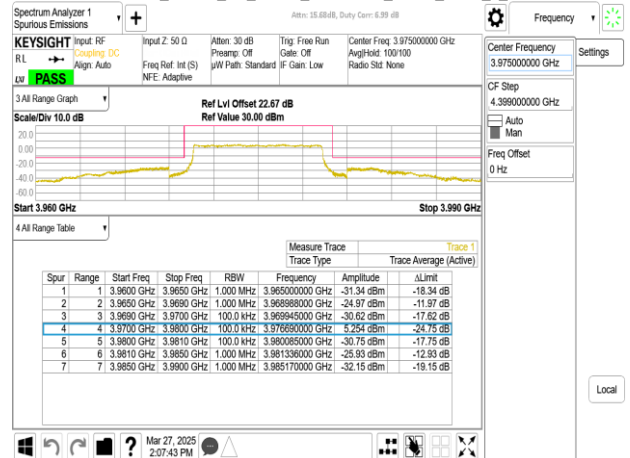 Spectrum Analyzer 1
Spurious Emissions
Attn: 15.68dB, Duty Corr: 6.99 dB
Frequency
KEYSIGHT
RL
PASS
Input: RF
Coupling: DC
Align: Auto
Input Z: 50 Ω
Freq Ref: Int (S)
NFE: Adaptive
Atten: 30 dB
Preamp: Off
µW Path: Standard
Trig: Free Run
Gate: Off
IF Gain: Low
Center Freq: 3.975000000 GHz
Avg|Hold: 100/100
Radio Std: None
Center Frequency
3.975000000 GHz
Settings
CF Step
4.399000000 GHz
Auto
Man
Freq Offset
0 Hz
3 All Range Graph
Scale/Div 10.0 dB
Ref Lvl Offset 22.67 dB
Ref Value 30.00 dBm
20.0
0.00
-20.0
-40.0
-60.0
Start 3.960 GHz
Stop 3.990 GHz
4 All Range Table
Measure Trace Trace 1
Trace Type Trace Average (Active)
Spur Range Start Freq Stop Freq RBW Frequency Amplitude ΔLimit
1 1 3.9600 GHz 3.9650 GHz 1.000 MHz 3.965000000 GHz -31.34 dBm -18.34 dB
2 2 3.9650 GHz 3.9690 GHz 1.000 MHz 3.968988000 GHz -24.97 dBm -11.97 dB
3 3 3.9690 GHz 3.9700 GHz 100.0 kHz 3.969945000 GHz -30.62 dBm -17.62 dB
4 4 3.9700 GHz 3.9800 GHz 100.0 kHz 3.976690000 GHz 5.254 dBm -24.75 dB
5 5 3.9800 GHz 3.9810 GHz 100.0 kHz 3.980085000 GHz -30.75 dBm -17.75 dB
6 6 3.9810 GHz 3.9850 GHz 1.000 MHz 3.981336000 GHz -25.93 dBm -12.93 dB
7 7 3.9850 GHz 3.9900 GHz 1.000 MHz 3.985170000 GHz -32.15 dBm -19.15 dB
Local
Mar 27, 2025
2:07:43 PM